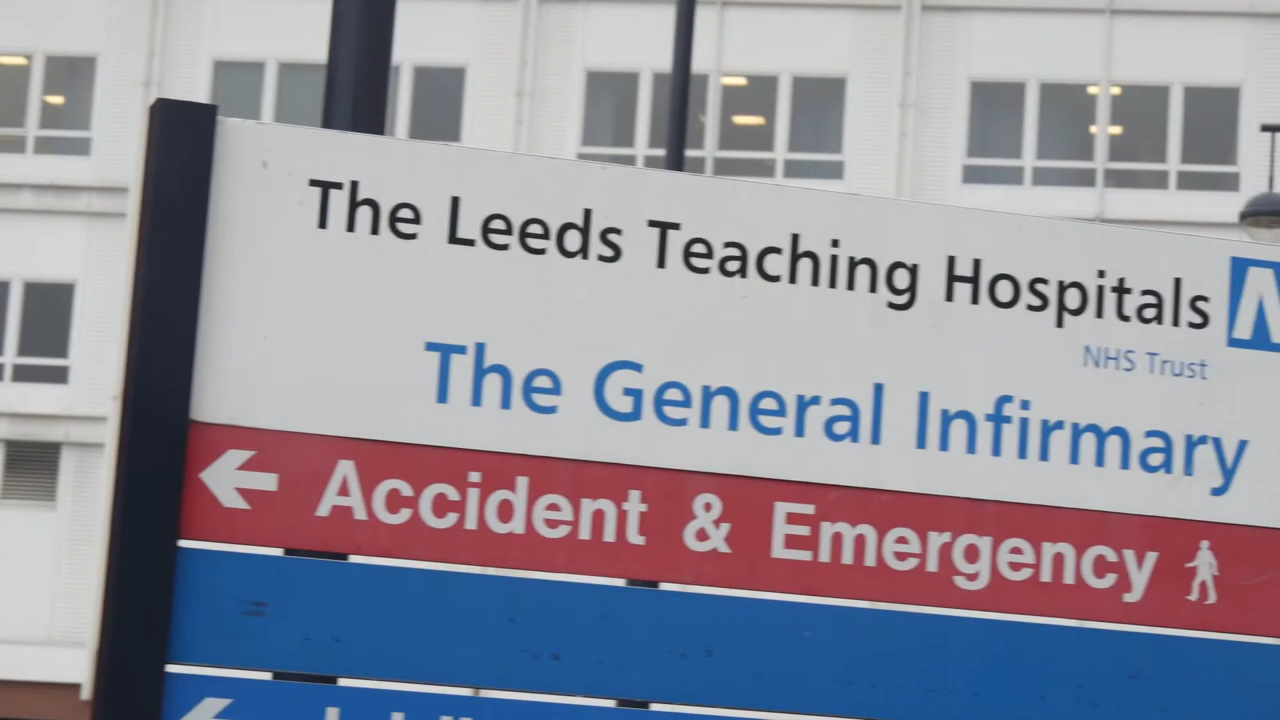 The Leeds Teaching Hospitals
NHS Trust
The General Infirmary
Accident & Emergency